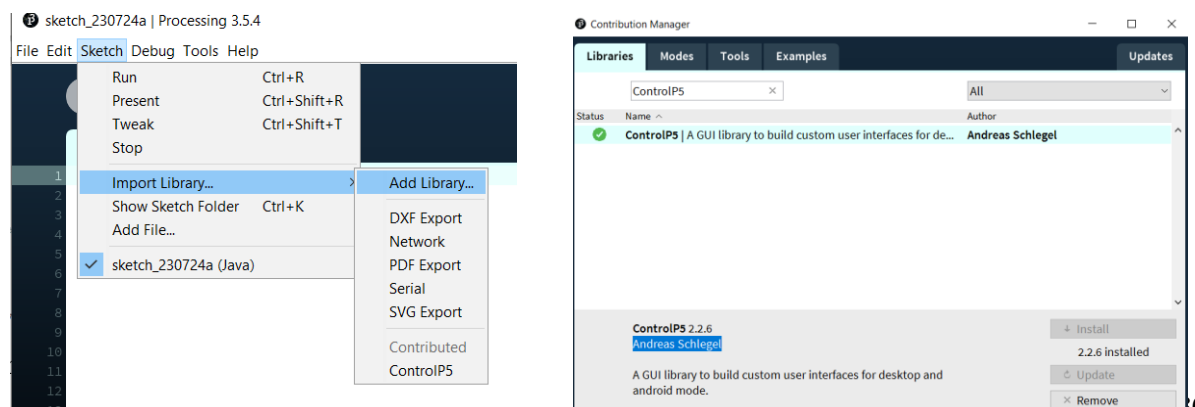 sketch_230724a | Processing 3.5.4
File Edit Sketch Debug Tools Help
Run Ctrl+R
Present Ctrl+Shift+R
Tweak Ctrl+Shift+T
Stop
Import Library...
Show Sketch Folder Ctrl+K
Add File...
sketch_230724a (Java)
Add Library...
DXF Export
Network
PDF Export
Serial
SVG Export
Contributed
ControlP5
1
2
3
4
5
6
7
8
9
10
11
12
Contribution Manager
Libraries Modes Tools Examples Updates
ControlP5 All
Status Name Author
ControlP5 | A GUI library to build custom user interfaces for de... Andreas Schlegel
ControlP5 2.2.6
Andreas Schlegel
A GUI library to build custom user interfaces for desktop and
android mode.
Install
2.2.6 installed
Update
Remove